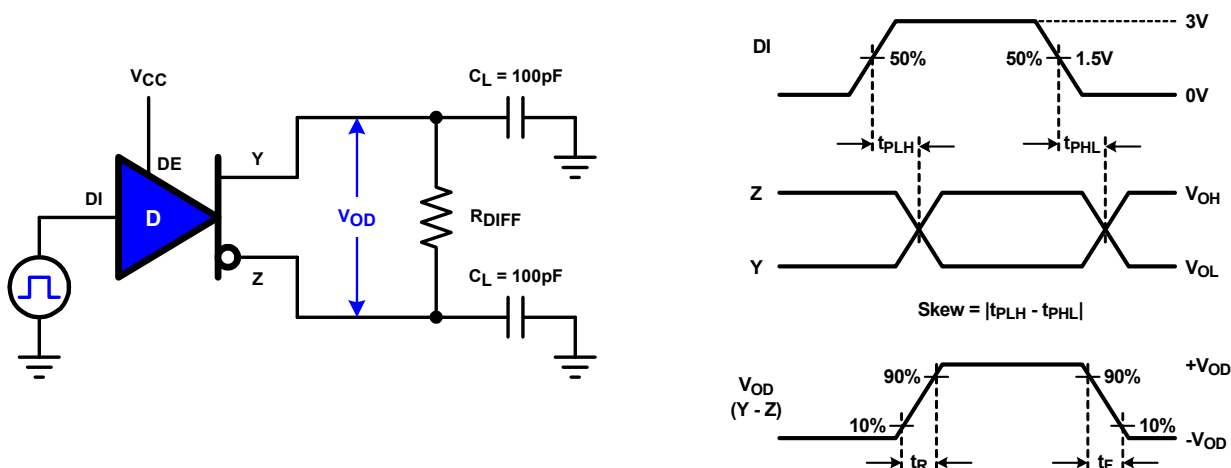 VCC
DE
DI
D
Y
Z
VOD
RDIFF
CL = 100pF
CL = 100pF
DI
3V
50%
50%
1.5V
0V
tPLH
tPHL
Z
VOH
Y
VOL
Skew = |tPLH - tPHL|
VOD
(Y - Z)
90%
90%
+VOD
10%
10%
-VOD
tR
tF